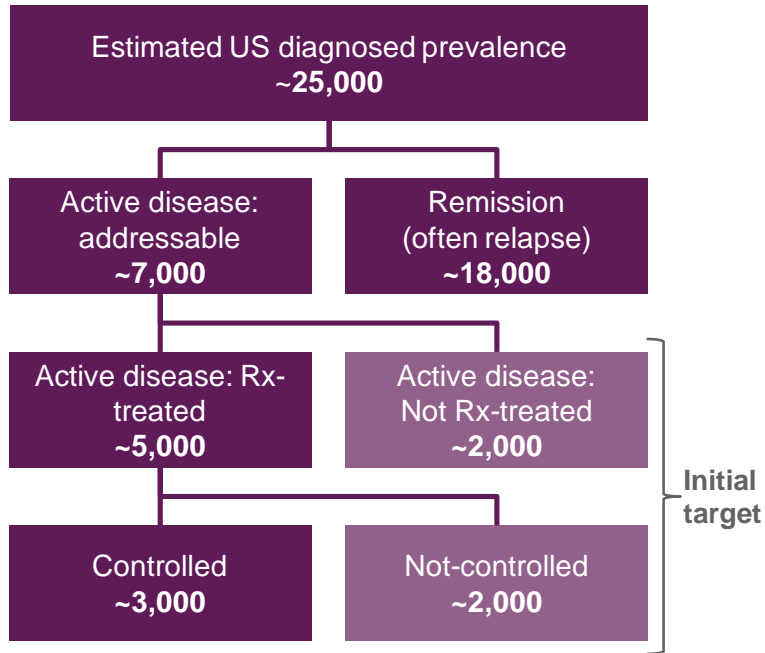 Estimated US diagnosed prevalence
~25,000
Active disease:
addressable
~7,000
Remission
(often relapse)
~18,000
Active disease: Rx-
treated
~5,000
Active disease:
Not Rx-treated
~2,000
Initial
target
Controlled
~3,000
Not-controlled
~2,000